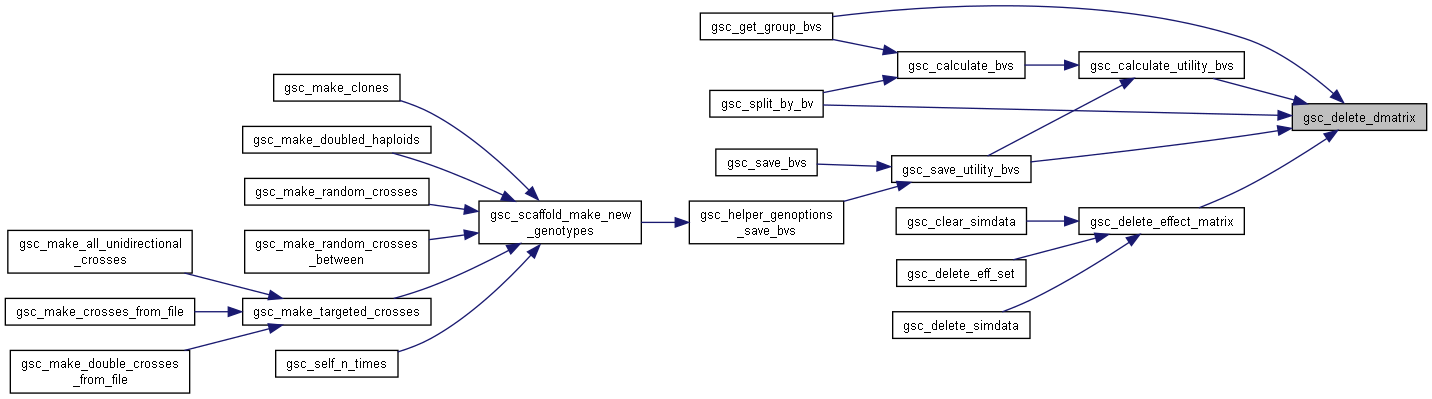 gsc_get_group_bvs
gsc_calculate_bvs
gsc_calculate_utility_bvs
gsc_make_clones
gsc_split_by_bv
gsc_delete_dmatrix
gsc_make_doubled_haploids
gsc_save_bvs
gsc_save_utility_bvs
gsc_make_random_crosses
gsc_scaffold_make_new
_genotypes
gsc_helper_genoptions
_save_bvs
gsc_clear_simdata
gsc_delete_effect_matrix
gsc_make_all_unidirectional
_crosses
gsc_make_random_crosses
_between
gsc_delete_eff_set
gsc_make_crosses_from_file
gsc_make_targeted_crosses
gsc_delete_simdata
gsc_make_double_crosses
_from_file
gsc_self_n_times